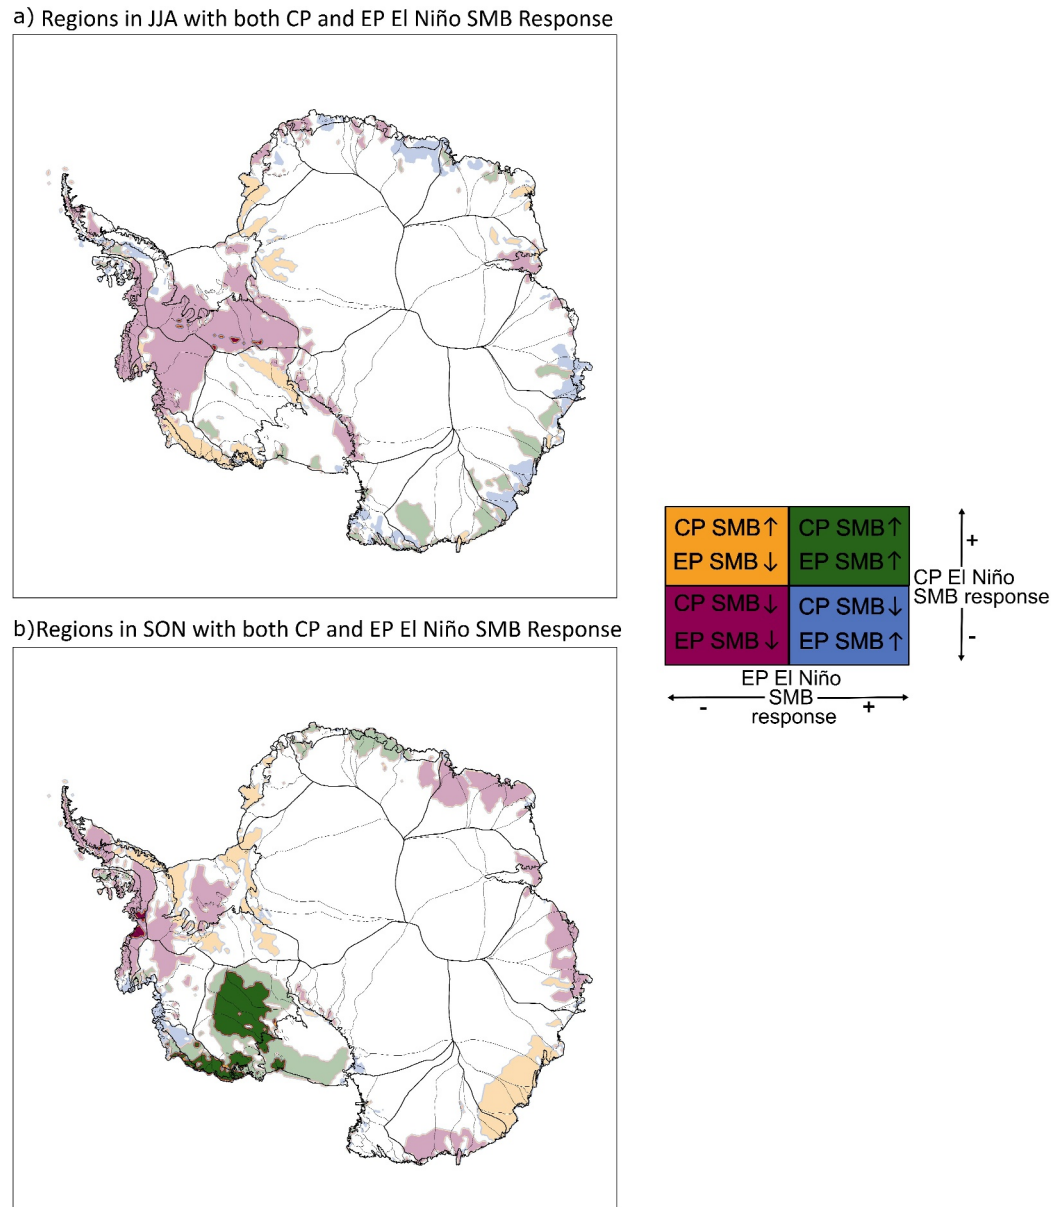 a) Regions in JJA with both CP and EP El Niño SMB Response
CP SMB↑ CP SMB↑
EP SMB↓ EP SMB↑
+
CP El Niño
SMB response
CP SMB↓ CP SMB↓
EP SMB↓ EP SMB↑
-
b)Regions in SON with both CP and EP El Niño SMB Response
EP El Niño
SMB
- +
response